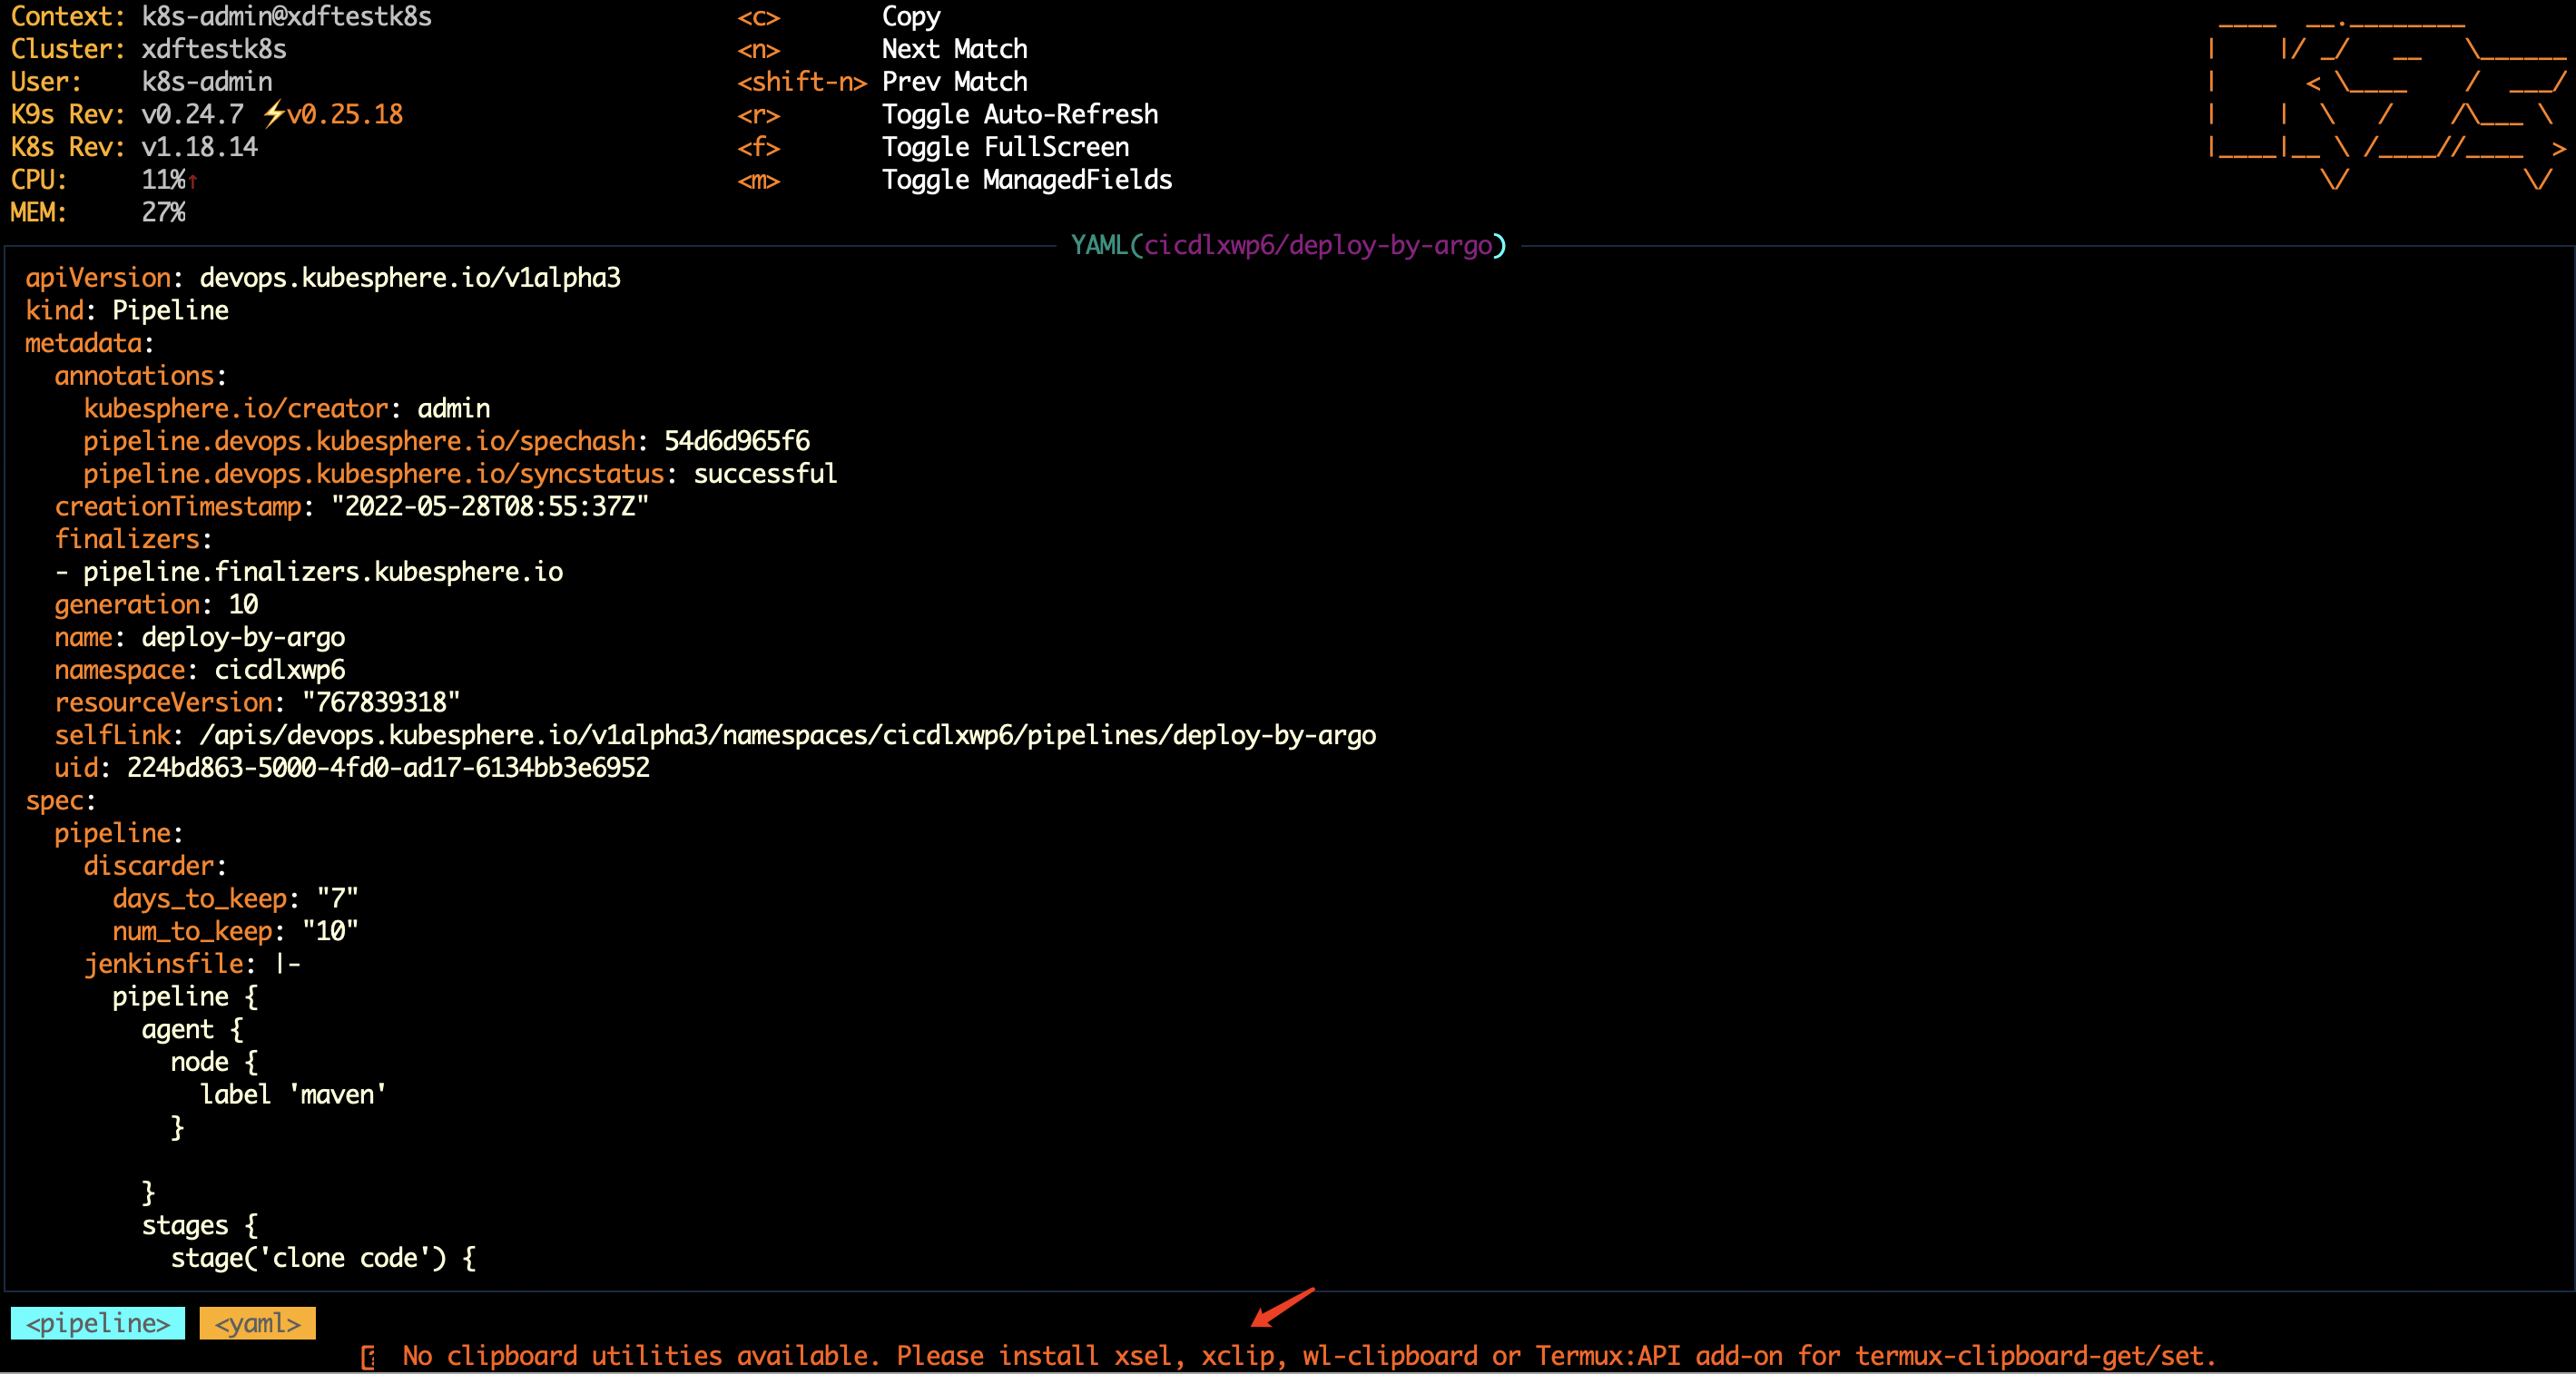 Context: k8s-admin@xdftestk8s
Cluster: xdftestk8s
User: k8s-admin
K9s Rev: v0.24.7 ⚡v0.25.18
K8s Rev: v1.18.14
CPU: 11%↑
MEM: 27%
<c> Copy
<n> Next Match
<shift-n> Prev Match
<r> Toggle Auto-Refresh
<f> Toggle FullScreen
<m> Toggle ManagedFields
YAML(cicdlxwp6/deploy-by-argo)
apiVersion: devops.kubesphere.io/v1alpha3
kind: Pipeline
metadata:
  annotations:
    kubesphere.io/creator: admin
    pipeline.devops.kubesphere.io/spechash: 54d6d965f6
    pipeline.devops.kubesphere.io/syncstatus: successful
  creationTimestamp: "2022-05-28T08:55:37Z"
  finalizers:
  - pipeline.finalizers.kubesphere.io
  generation: 10
  name: deploy-by-argo
  namespace: cicdlxwp6
  resourceVersion: "767839318"
  selfLink: /apis/devops.kubesphere.io/v1alpha3/namespaces/cicdlxwp6/pipelines/deploy-by-argo
  uid: 224bd863-5000-4fd0-ad17-6134bb3e6952
spec:
  pipeline:
    discarder:
      days_to_keep: "7"
      num_to_keep: "10"
    jenkinsfile: |-
      pipeline {
        agent {
          node {
            label 'maven'
          }

        }
        stages {
          stage('clone code') {
<pipeline> <yaml>
No clipboard utilities available. Please install xsel, xclip, wl-clipboard or Termux:API add-on for termux-clipboard-get/set.